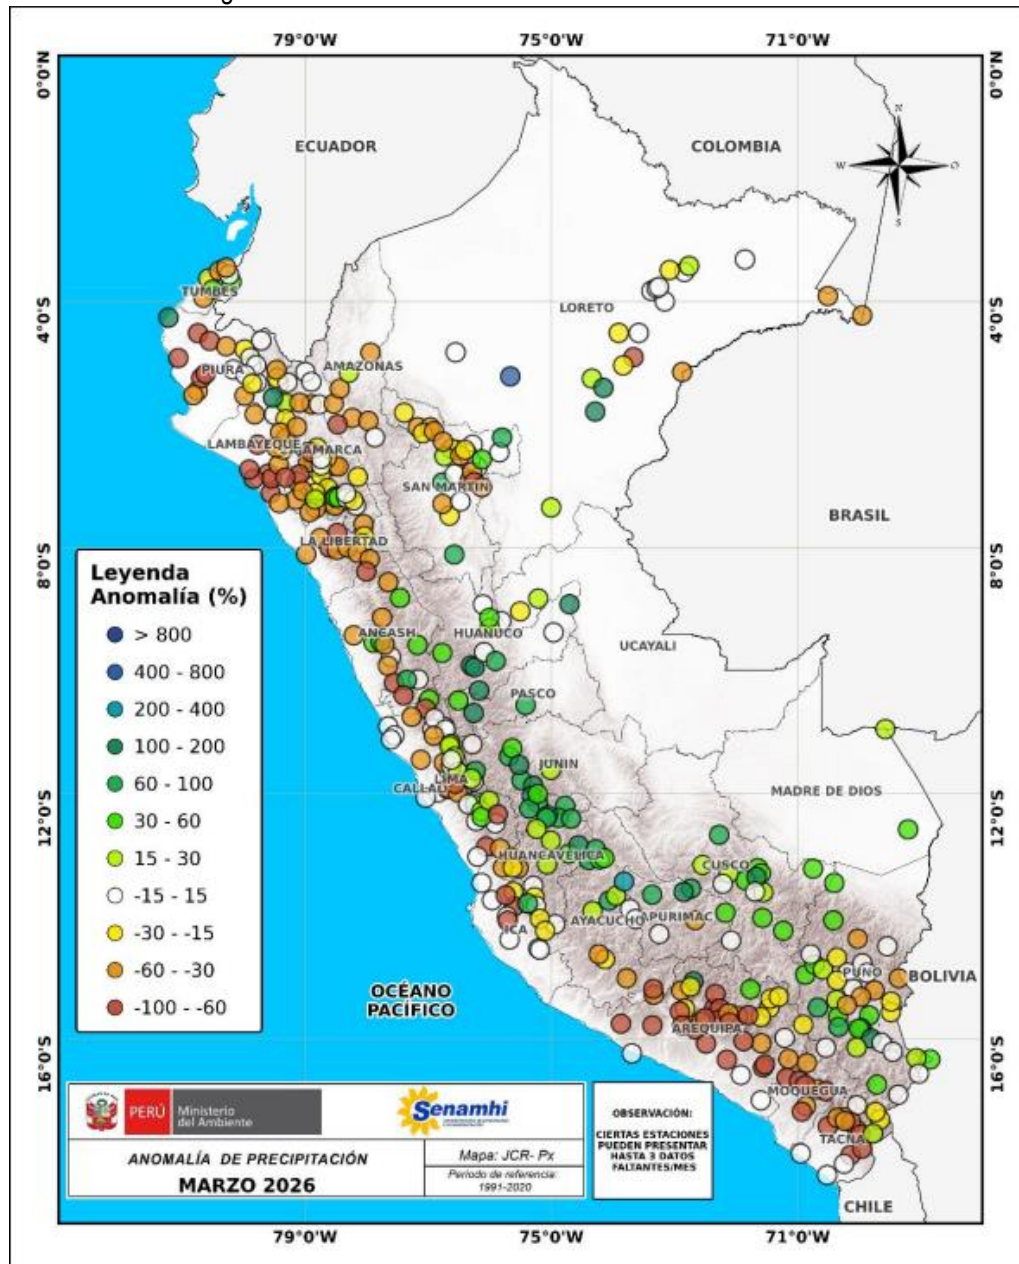 79°0'W 75°0'W 71°0'W
0°0'N
0°0'N
ECUADOR
COLOMBIA
N
W
O
S
TUMBES
LORETO
4°0'S
4°0'S
PIURA
AMAZONAS
LAMBAYEQUE
AMARCA
SAN MARTIN
BRASIL
LA LIBERTAD
8°0'S
8°0'S
Leyenda
Anomalía (%)
> 800
400 - 800
200 - 400
100 - 200
60 - 100
30 - 60
15 - 30
-15 - 15
-30 - -15
-60 - -30
-100 - -60
ANCASH
HUANUCO
UCAYALI
PASCO
JUNIN
LIMA
CALLAO
MADRE DE DIOS
12°0'S
12°0'S
HUANCAVELICA
CUSCO
AYACUCHO
APURIMAC
ICA
PUNO
BOLIVIA
OCÉANO
PACÍFICO
AREQUIPA
16°0'S
16°0'S
MOQUEGUA
TACNA
CHILE
PERÚ
Ministerio
del Ambiente
Senamhi
ANOMALÍA DE PRECIPITACIÓN
MARZO 2026
Mapa: JCR- Px
Período de referencia:
1991-2020
OBSERVACIÓN:
CIERTAS ESTACIONES
PUEDEN PRESENTAR
HASTA 3 DATOS
FALTANTES/MES
79°0'W 75°0'W 71°0'W